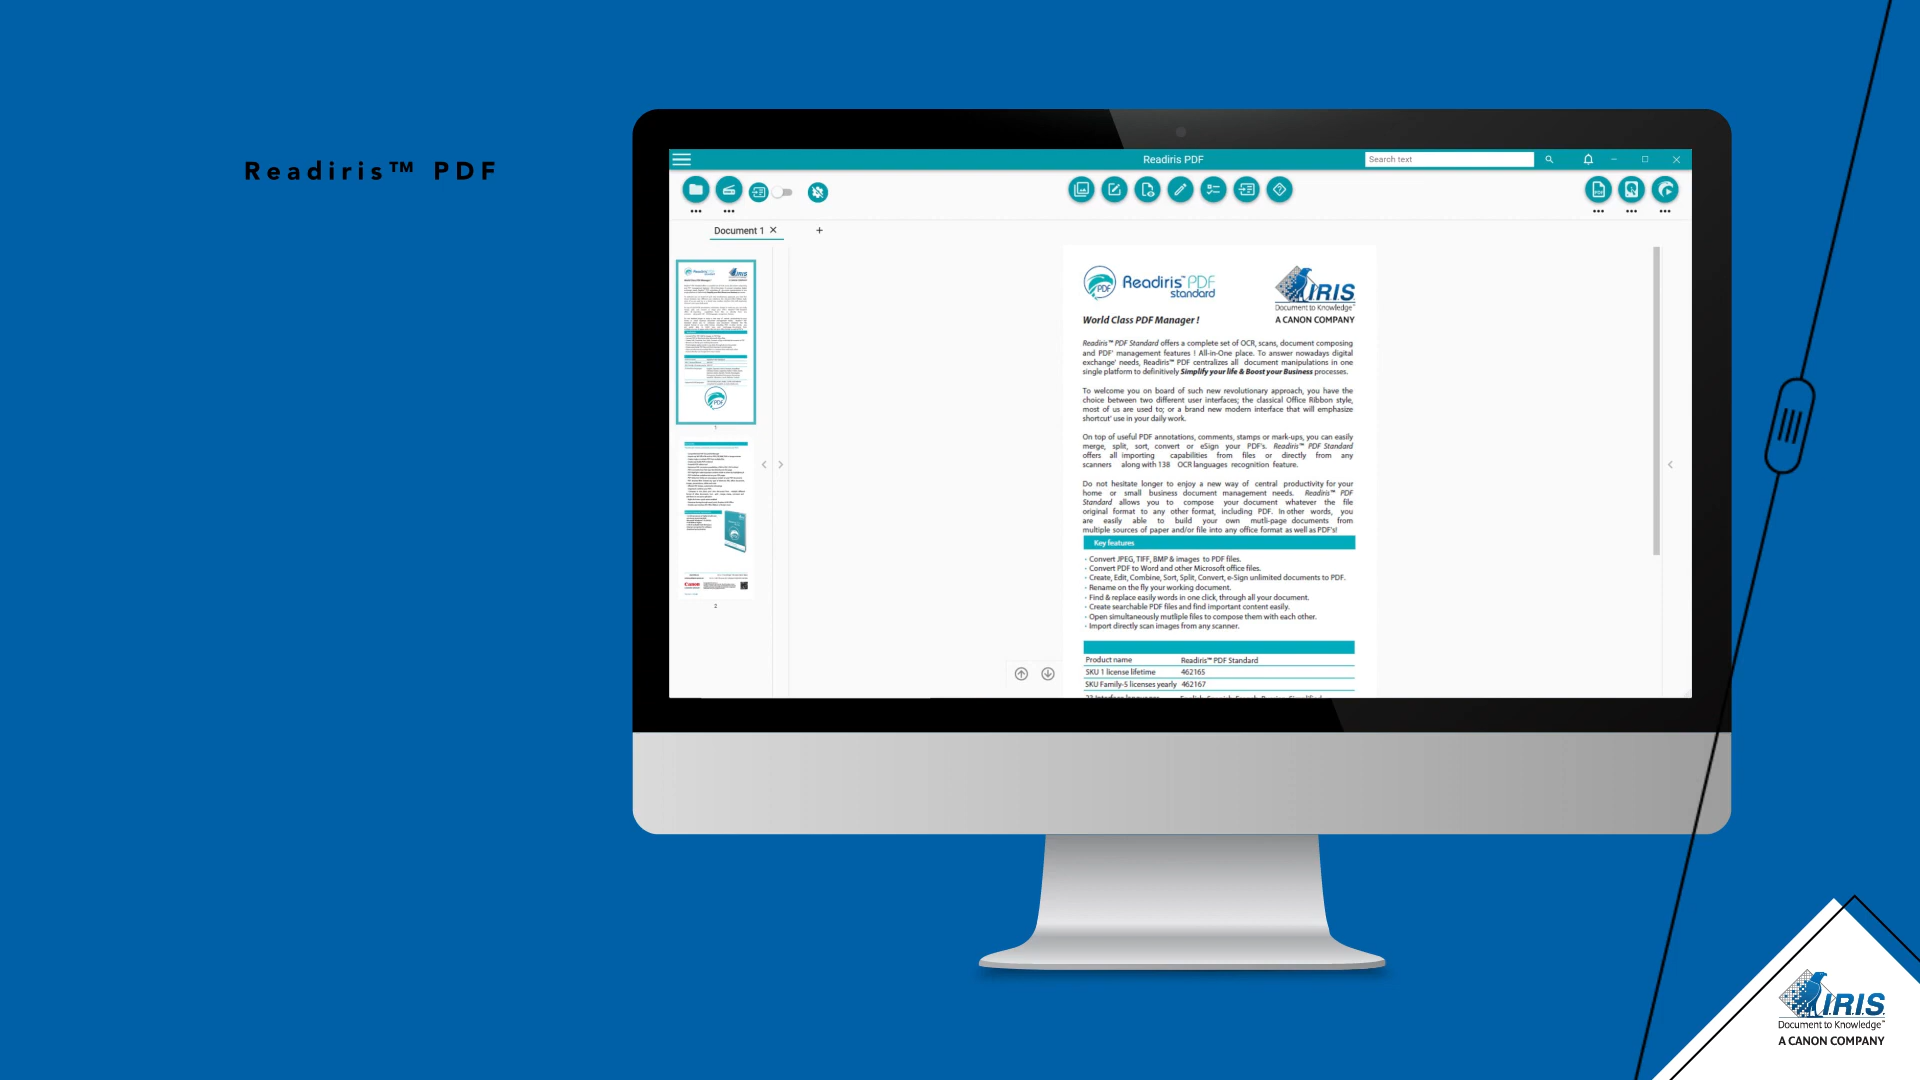 Readiris™ PDF
Readiris PDF
Search text
Document 1
Readiris™ PDF
standard
IRIS
Document to Knowledge™
A CANON COMPANY
World Class PDF Manager !
Readiris™ PDF Standard offers a complete set of OCR, scans, document composing
and PDF' management features ! All-in-One place. To answer nowadays digital
exchange' needs, Readiris™ PDF centralizes all document manipulations in one
single platform to definitively Simplify your life & Boost your Business processes.
To welcome you on board of such new revolutionary approach, you have the
choice between two different user interfaces; the classical Office Ribbon style,
most of us are used to; or a brand new modern interface that will emphasize
shortcut' use in your daily work.
On top of useful PDF annotations, comments, stamps or mark-ups, you can easily
merge, split, sort, convert or eSign your PDF's. Readiris™ PDF Standard
offers all importing capabilities from files or directly from any
scanners along with 138 OCR languages recognition feature.
Do not hesitate longer to enjoy a new way of central productivity for your
home or small business document management needs. Readiris™ PDF
Standard allows you to compose your document whatever the file
original format to any other format, including PDF. In other words, you
are easily able to build your own mutli-page documents from
multiple sources of paper and/or file into any office format as well as PDF's!
Key features
- Convert JPEG, TIFF, BMP & images to PDF files.
- Convert PDF to Word and other Microsoft office files.
- Create, Edit, Combine, Sort, Split, Convert, e-Sign unlimited documents to PDF.
- Rename on the fly your working document.
- Find & replace easily words in one click, through all your document.
- Create searchable PDF files and find important content easily.
- Open simultaneously mutliple files to compose them with each other.
- Import directly scan images from any scanner.
Product name Readiris™ PDF Standard
SKU 1 license lifetime 462165
SKU Family-5 licenses yearly 462167
1
2
I.R.I.S.
Document to Knowledge™
A CANON COMPANY